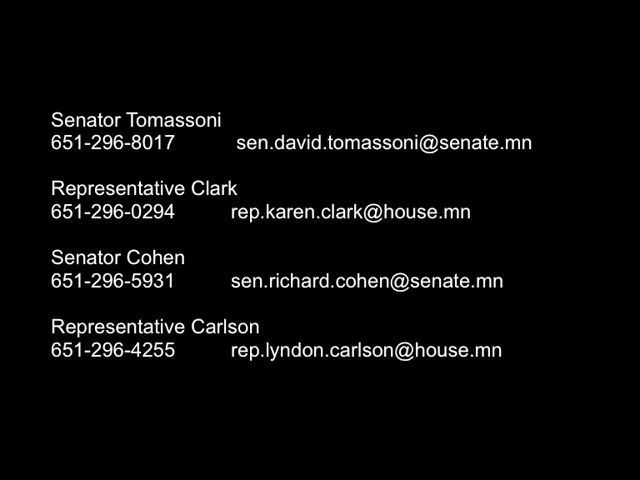 Senator Tomassoni
651-296-8017 sen.david.tomassoni@senate.mn
Representative Clark
651-296-0294 rep.karen.clark@house.mn
Senator Cohen
651-296-5931 sen.richard.cohen@senate.mn
Representative Carlson
651-296-4255 rep.lyndon.carlson@house.mn